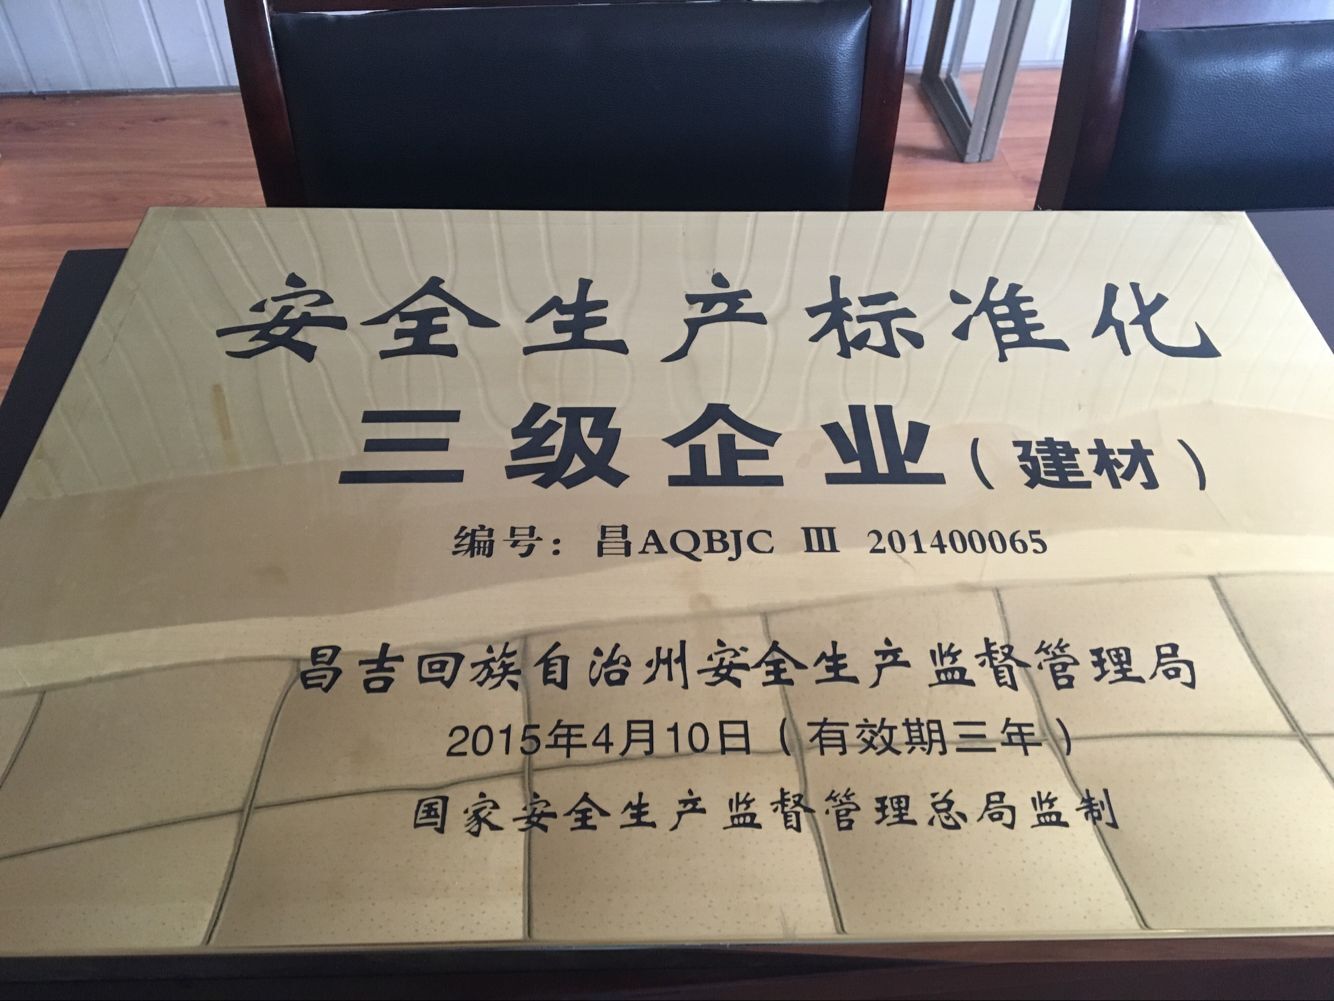 安全生产标准化
三级企业（建材）
编号：昌AQBJC Ⅲ 201400065
昌吉回族自治州安全生产监督管理局
2015年4月10日（有效期三年）
国家安全生产监督管理总局监制